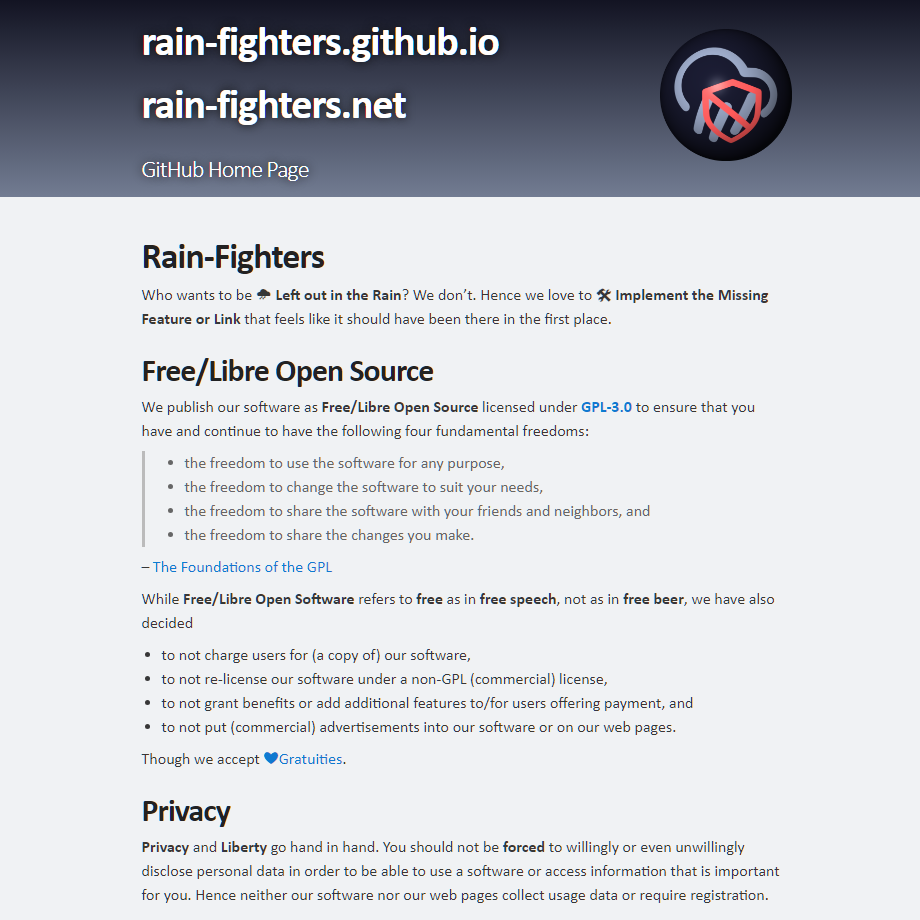 rain-fighters.github.io
rain-fighters.net
GitHub Home Page
Rain-Fighters
Who wants to be 🌧 Left out in the Rain? We don’t. Hence we love to 🛠 Implement the Missing
Feature or Link that feels like it should have been there in the first place.
Free/Libre Open Source
We publish our software as Free/Libre Open Source licensed under GPL-3.0 to ensure that you
have and continue to have the following four fundamental freedoms:
• the freedom to use the software for any purpose,
• the freedom to change the software to suit your needs,
• the freedom to share the software with your friends and neighbors, and
• the freedom to share the changes you make.
– The Foundations of the GPL
While Free/Libre Open Software refers to free as in free speech, not as in free beer, we have also
decided
• to not charge users for (a copy of) our software,
• to not re-license our software under a non-GPL (commercial) license,
• to not grant benefits or add additional features to/for users offering payment, and
• to not put (commercial) advertisements into our software or on our web pages.
Though we accept ♥Gratuities.
Privacy
Privacy and Liberty go hand in hand. You should not be forced to willingly or even unwillingly
disclose personal data in order to be able to use a software or access information that is important
for you. Hence neither our software nor our web pages collect usage data or require registration.